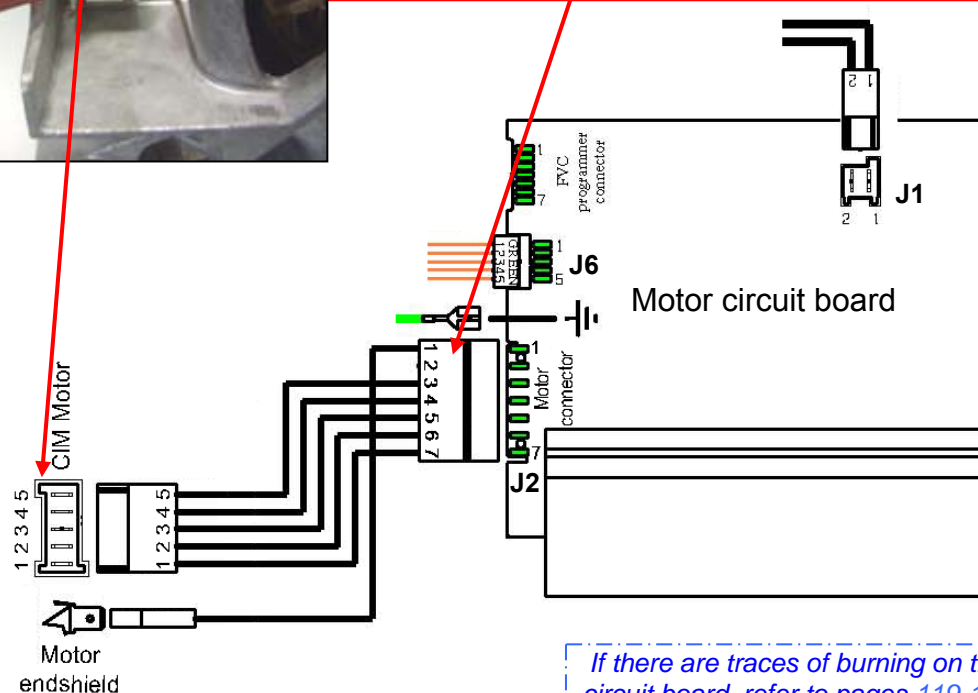 2 1
J1
2 1
1
FVC
programmer
connector
7
1 2 3 4 5
GREEN
1
J6
5
Motor circuit board
1 2 3 4 5 6 7
1
Motor
connector
7
J2
CIM Motor
1 2 3 4 5
1 2 3 4 5
Motor
endshield
If there are traces of burning on
circuit board, refer to pages 119